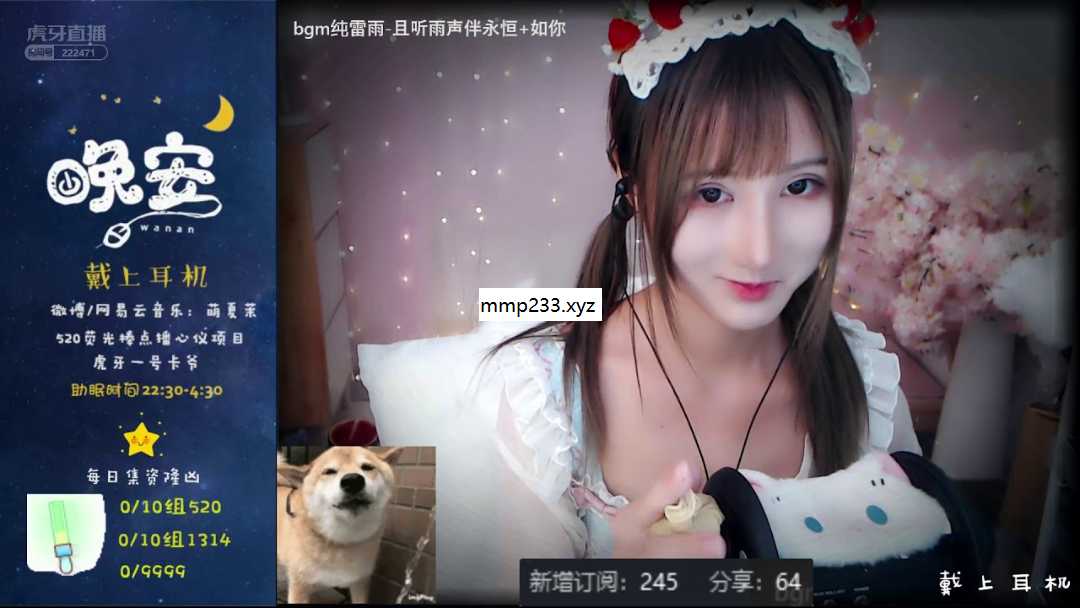 虎牙直播
房间号 222471
晚安
wanan
戴上耳机
微博/网易云音乐：萌夏茉
520荧光棒点播心仪项目
虎牙一号卡爷
助眠时间22:30-4:30
每日集资隆凶
0/10组520
0/10组1314
0/9999
bgm纯雷雨-且听雨声伴永恒+如你
mmp233.xyz
新增订阅：245 分享：64
戴上耳机